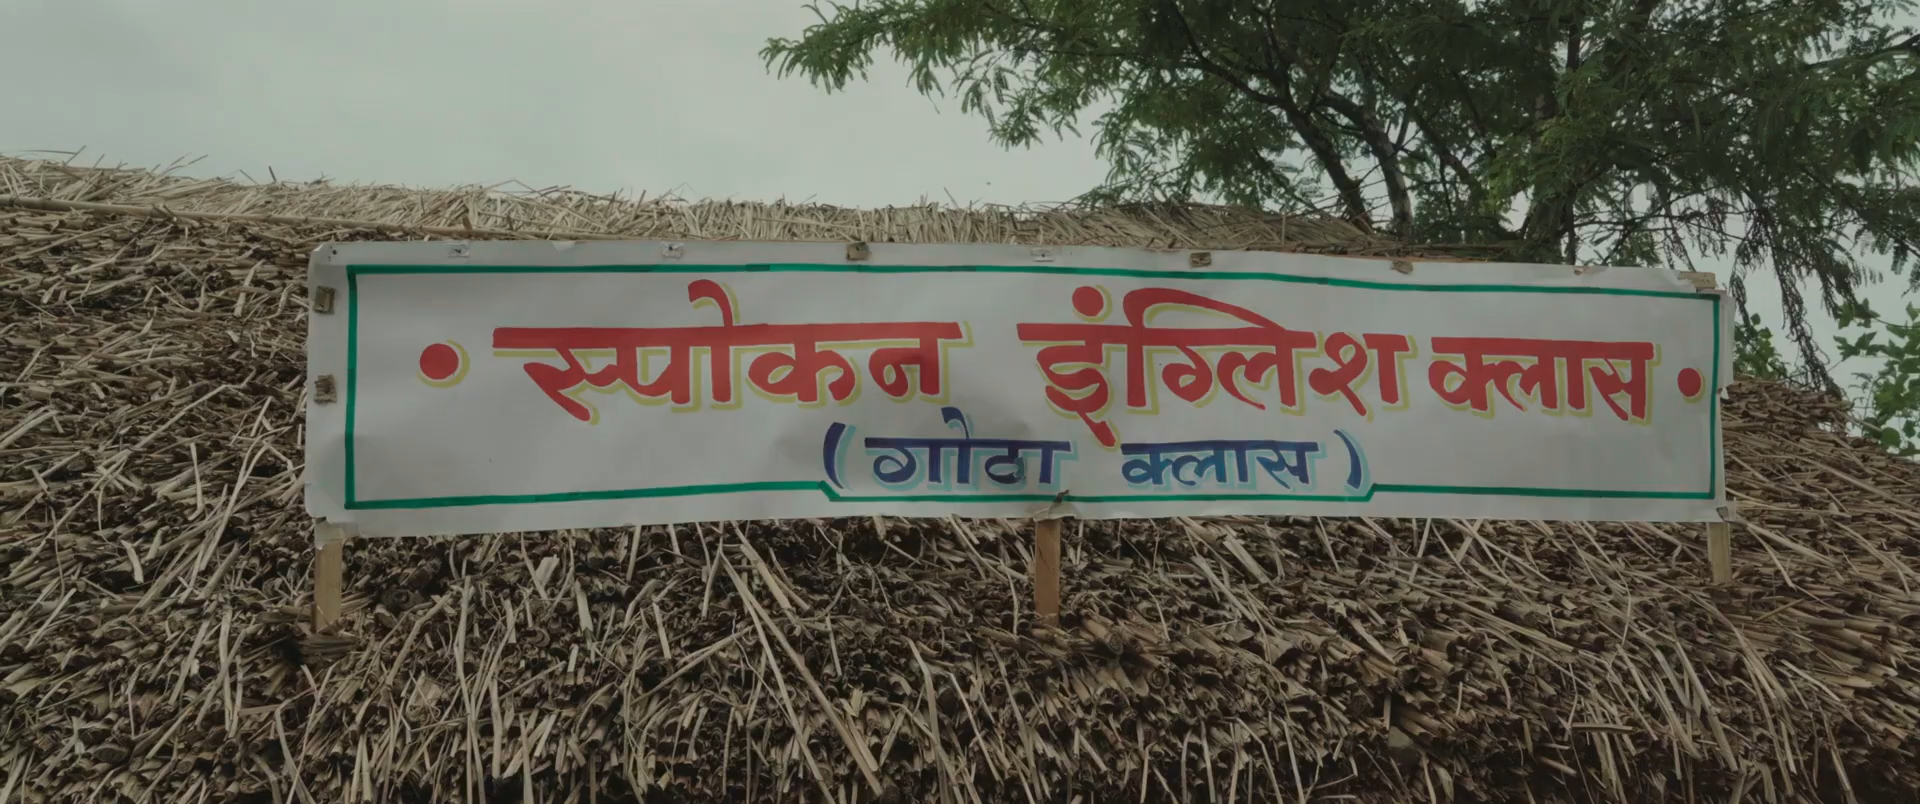 • स्पोकन इंग्लिश क्लास •
(गोठा क्लास)